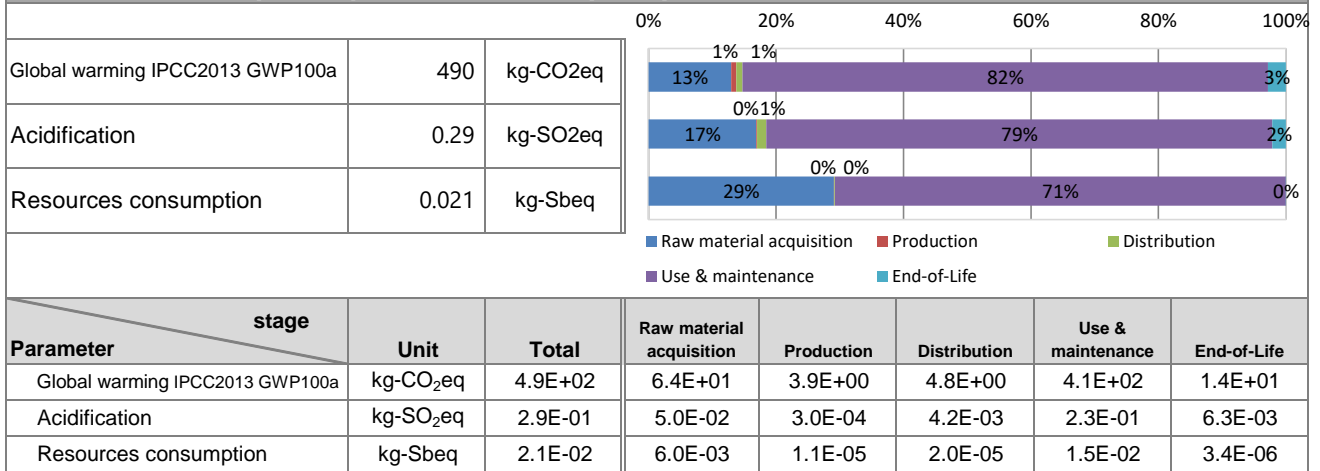 0% 20% 40% 60% 80% 100%
Global warming IPCC2013 GWP100a 490 kg-CO2eq
1% 1%
13% 82% 3%
Acidification 0.29 kg-SO2eq
0% 1%
17% 79% 2%
Resources consumption 0.021 kg-Sbeq
0% 0%
29% 71% 0%
Raw material acquisition Production Distribution
Use & maintenance End-of-Life
stage
Parameter Unit Total Raw material acquisition Production Distribution Use & maintenance End-of-Life
Global warming IPCC2013 GWP100a kg-CO₂eq 4.9E+02 6.4E+01 3.9E+00 4.8E+00 4.1E+02 1.4E+01
Acidification kg-SO₂eq 2.9E-01 5.0E-02 3.0E-04 4.2E-03 2.3E-01 6.3E-03
Resources consumption kg-Sbeq 2.1E-02 6.0E-03 1.1E-05 2.0E-05 1.5E-02 3.4E-06